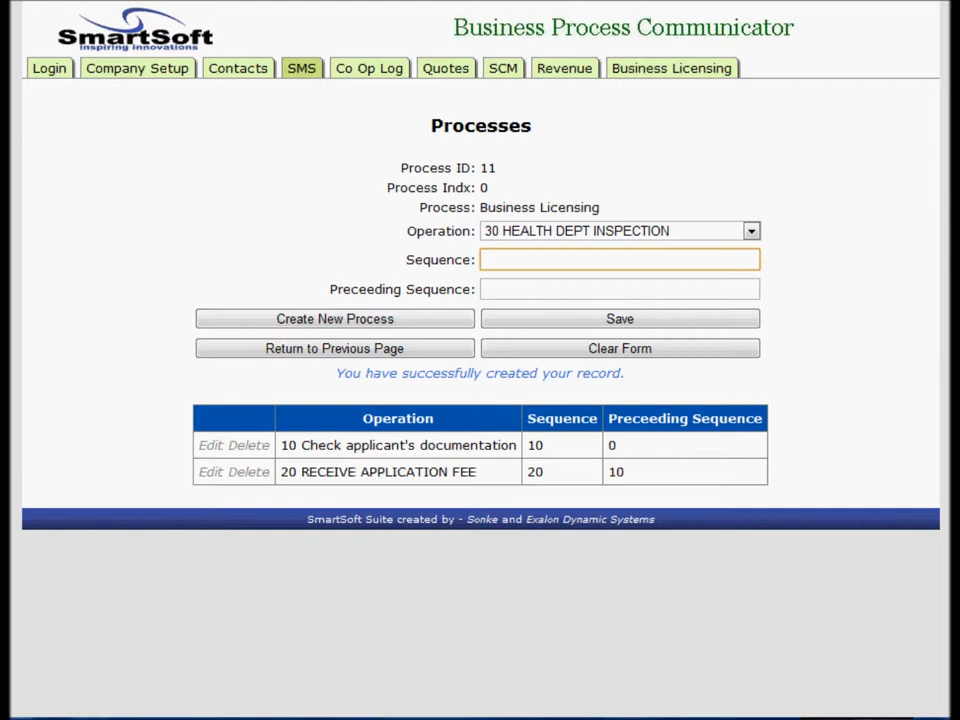 SmartSoft
inspiring innovations
Business Process Communicator
Login Company Setup Contacts SMS Co Op Log Quotes SCM Revenue Business Licensing
Processes
Process ID: 11
Process Indx: 0
Process: Business Licensing
Operation: 30 HEALTH DEPT INSPECTION
Sequence:
Preceeding Sequence:
Create New Process Save
Return to Previous Page Clear Form
You have successfully created your record.
Operation Sequence Preceeding Sequence
Edit Delete 10 Check applicant's documentation 10 0
Edit Delete 20 RECEIVE APPLICATION FEE 20 10
SmartSoft Suite created by - Sonke and Exalon Dynamic Systems